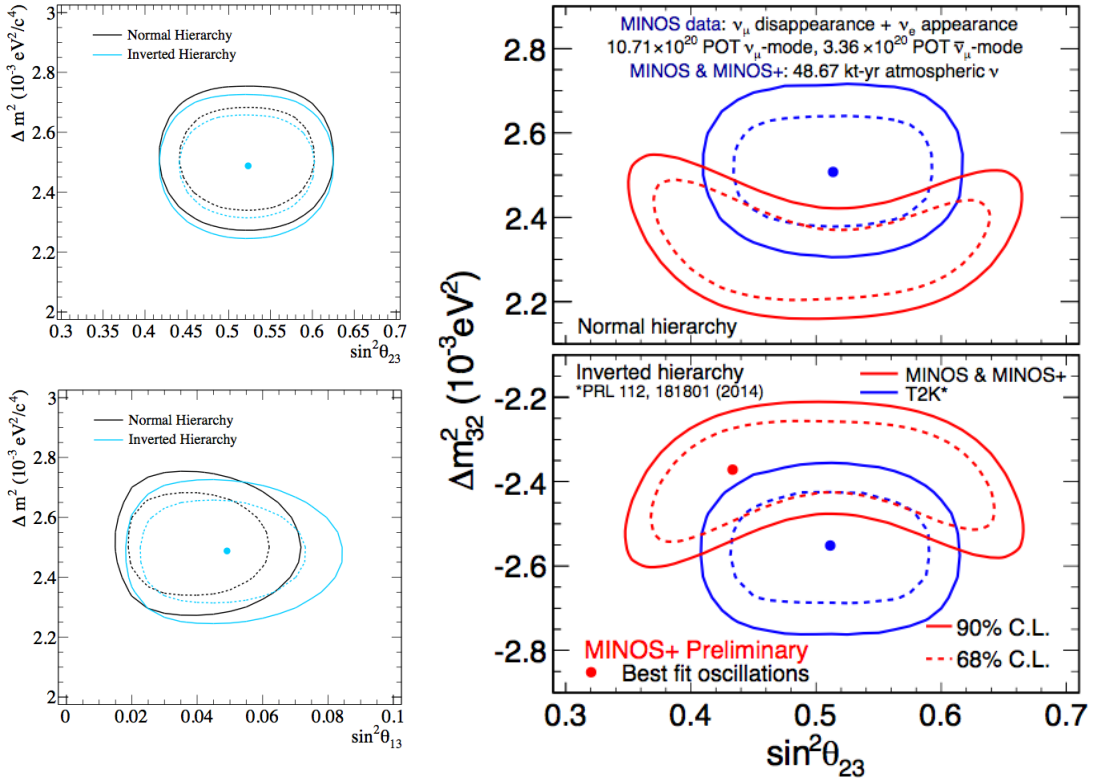 Δ m² (10⁻³ eV²/c⁴)
3
2.8
2.6
2.4
2.2
2
Normal Hierarchy
Inverted Hierarchy
0.3 0.35 0.4 0.45 0.5 0.55 0.6 0.65 0.7
sin²θ₂₃
Δ m² (10⁻³ eV²/c⁴)
3
2.8
2.6
2.4
2.2
2
Normal Hierarchy
Inverted Hierarchy
0 0.02 0.04 0.06 0.08 0.1
sin²θ₁₃
Δm²₃₂ (10⁻³eV²)
2.8
2.6
2.4
2.2
MINOS data: νμ disappearance + νe appearance
10.71×10²⁰ POT νμ-mode, 3.36 ×10²⁰ POT ν̄μ-mode
MINOS & MINOS+: 48.67 kt-yr atmospheric ν
Normal hierarchy
-2.2
-2.4
-2.6
-2.8
Inverted hierarchy
*PRL 112, 181801 (2014)
MINOS & MINOS+
T2K*
MINOS+ Preliminary
Best fit oscillations
90% C.L.
68% C.L.
0.3 0.4 0.5 0.6 0.7
sin²θ₂₃